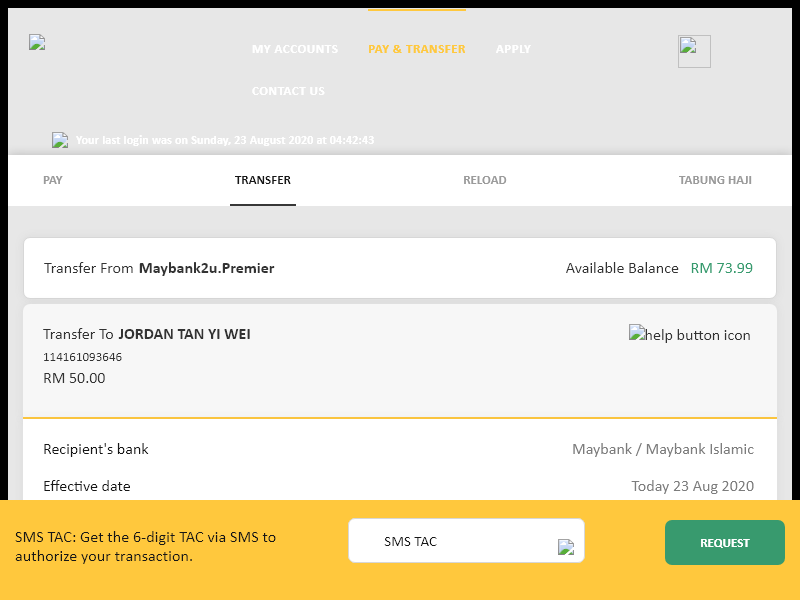 MY ACCOUNTS PAY & TRANSFER APPLY
CONTACT US
Your last login was on Sunday, 23 August 2020 at 04:42:43
PAY TRANSFER RELOAD TABUNG HAJI
Transfer From Maybank2u.Premier Available Balance RM 73.99
Transfer To JORDAN TAN YI WEI help button icon
114161093646
RM 50.00
Recipient's bank Maybank / Maybank Islamic
Effective date Today 23 Aug 2020
SMS TAC: Get the 6-digit TAC via SMS to
authorize your transaction.
SMS TAC
REQUEST